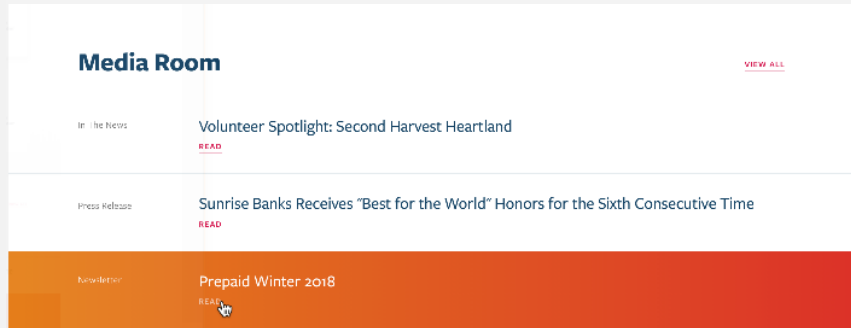 Media Room
VIEW ALL
In The News
Volunteer Spotlight: Second Harvest Heartland
READ
Press Release
Sunrise Banks Receives "Best for the World" Honors for the Sixth Consecutive Time
READ
Newsletter
Prepaid Winter 2018
READ